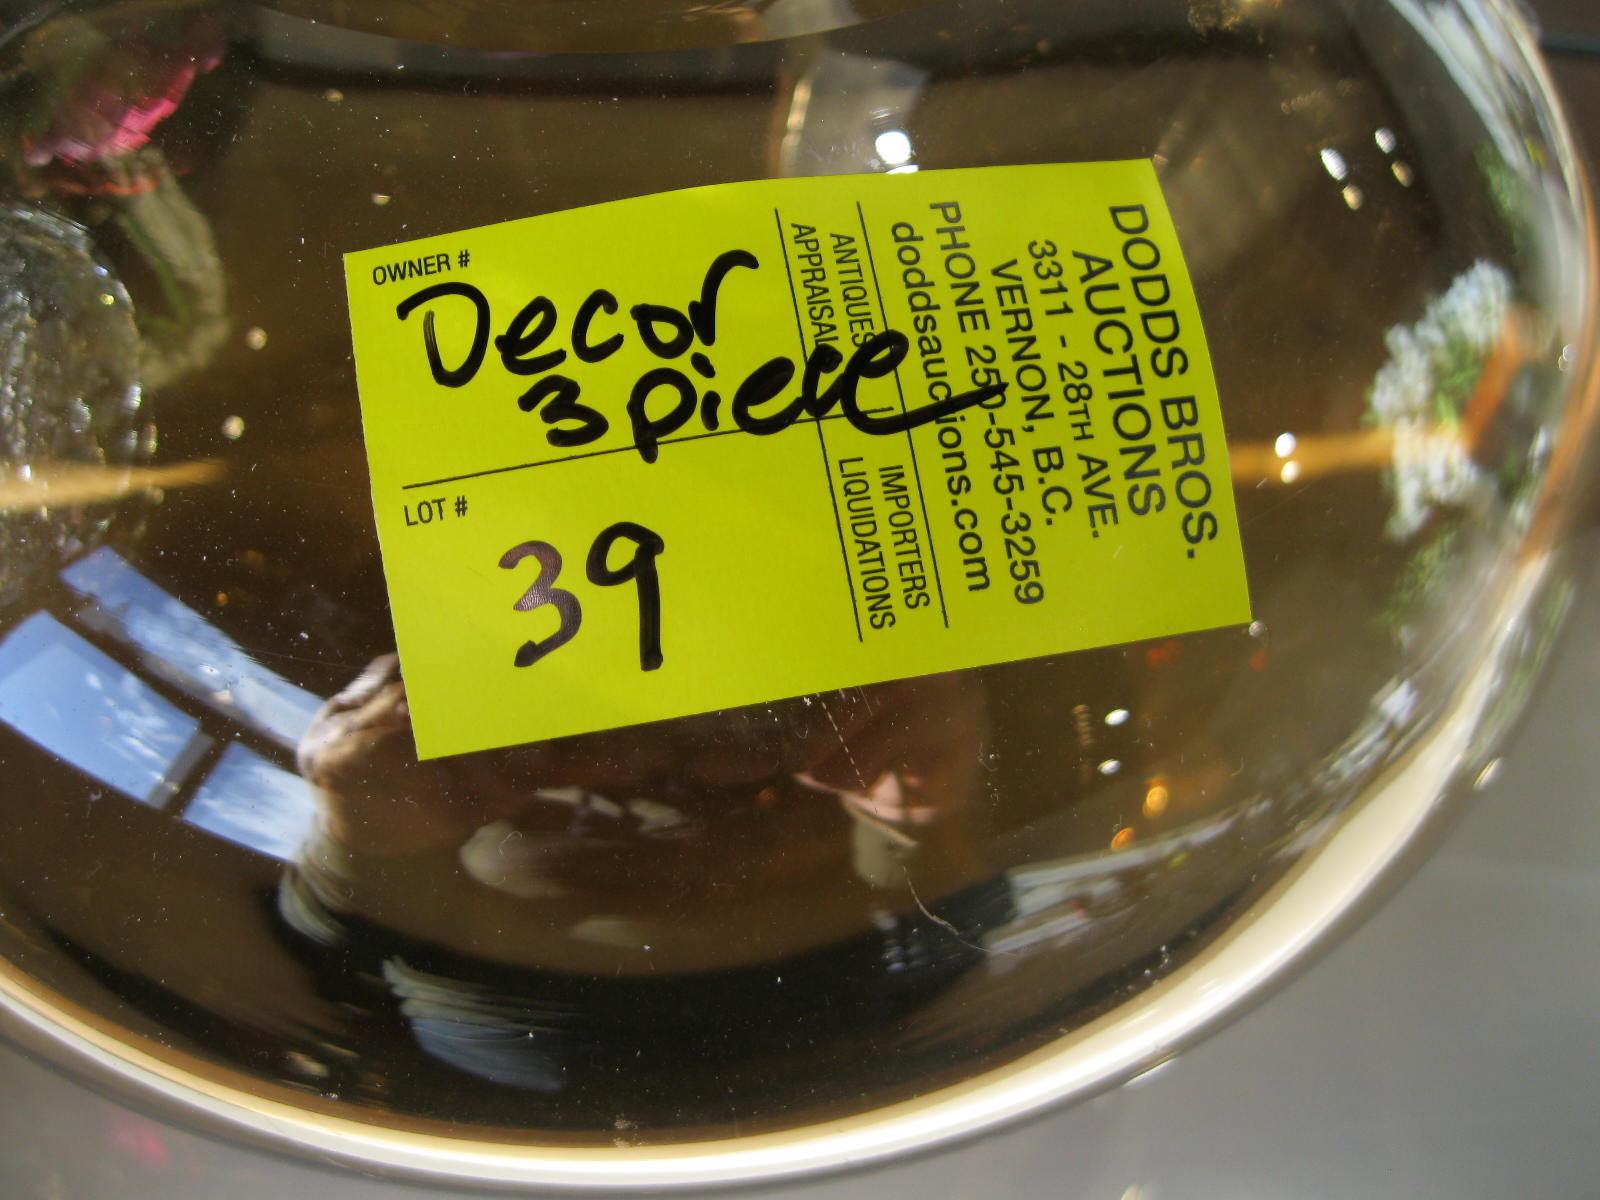 DODDS BROS.
AUCTIONS
3311 - 28TH AVE.
VERNON, B.C.
PHONE 250-545-3259
doddsauctions.com
ANTIQUES | IMPORTERS
APPRAISALS LIQUIDATIONS
OWNER #
Decor
3 piece
LOT #
39